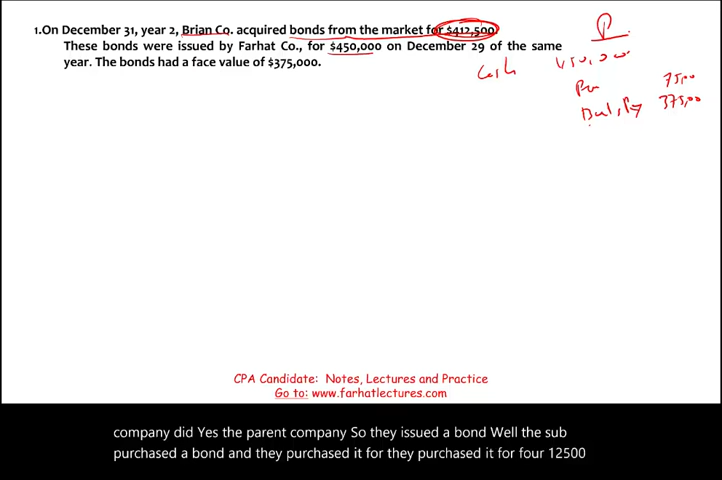 1.On December 31, year 2, Brian Co. acquired bonds from the market for $412,500.
These bonds were issued by Farhat Co., for $450,000 on December 29 of the same
year. The bonds had a face value of $375,000.
P
Cash 450,000
75,00
375,00
CPA Candidate: Notes, Lectures and Practice
Go to: www.farhatlectures.com
company did Yes the parent company So they issued a bond Well the sub
purchased a bond and they purchased it for they purchased it for four 12500